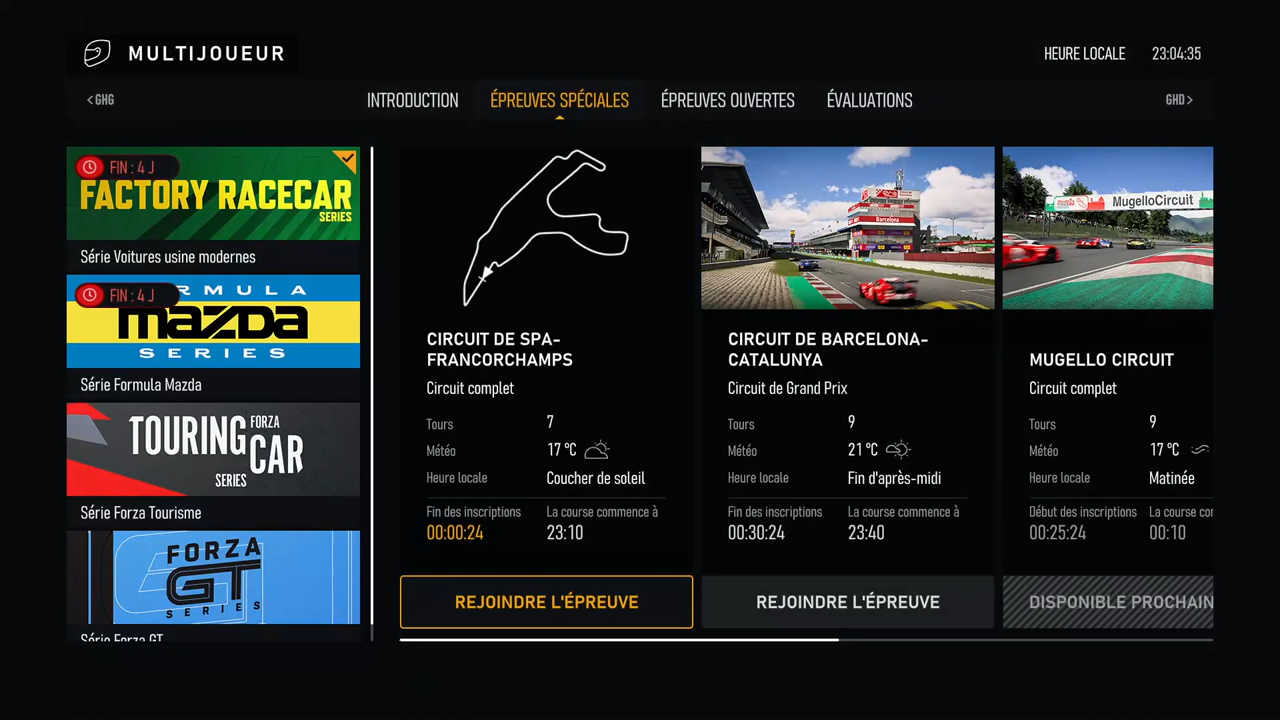 MULTIJOUEUR
HEURE LOCALE 23:04:35
<GHG
INTRODUCTION
ÉPREUVES SPÉCIALES
ÉPREUVES OUVERTES
ÉVALUATIONS
GHD>
FIN : 4 J
FACTORY RACECAR
SERIES
Série Voitures usine modernes
FIN : 4 J
RMULA
mazda
SERIES
Série Formula Mazda
TOURING FORZA
CAR
SERIES
Série Forza Tourisme
FORZA
GT
SERIES
Série Forza GT
CIRCUIT DE SPA-
FRANCORCHAMPS
Circuit complet
Tours 7
Météo 17 °C
Heure locale Coucher de soleil
Fin des inscriptions La course commence à
00:00:24 23:10
REJOINDRE L'ÉPREUVE
Barcelona
CIRCUIT DE BARCELONA-
CATALUNYA
Circuit de Grand Prix
Tours 9
Météo 21 °C
Heure locale Fin d'après-midi
Fin des inscriptions La course commence à
00:30:24 23:40
REJOINDRE L'ÉPREUVE
MugelloCircuit
MUGELLO CIRCUIT
Circuit complet
Tours 9
Météo 17 °C
Heure locale Matinée
Début des inscriptions La course cor
00:25:24 00:10
DISPONIBLE PROCHAIN